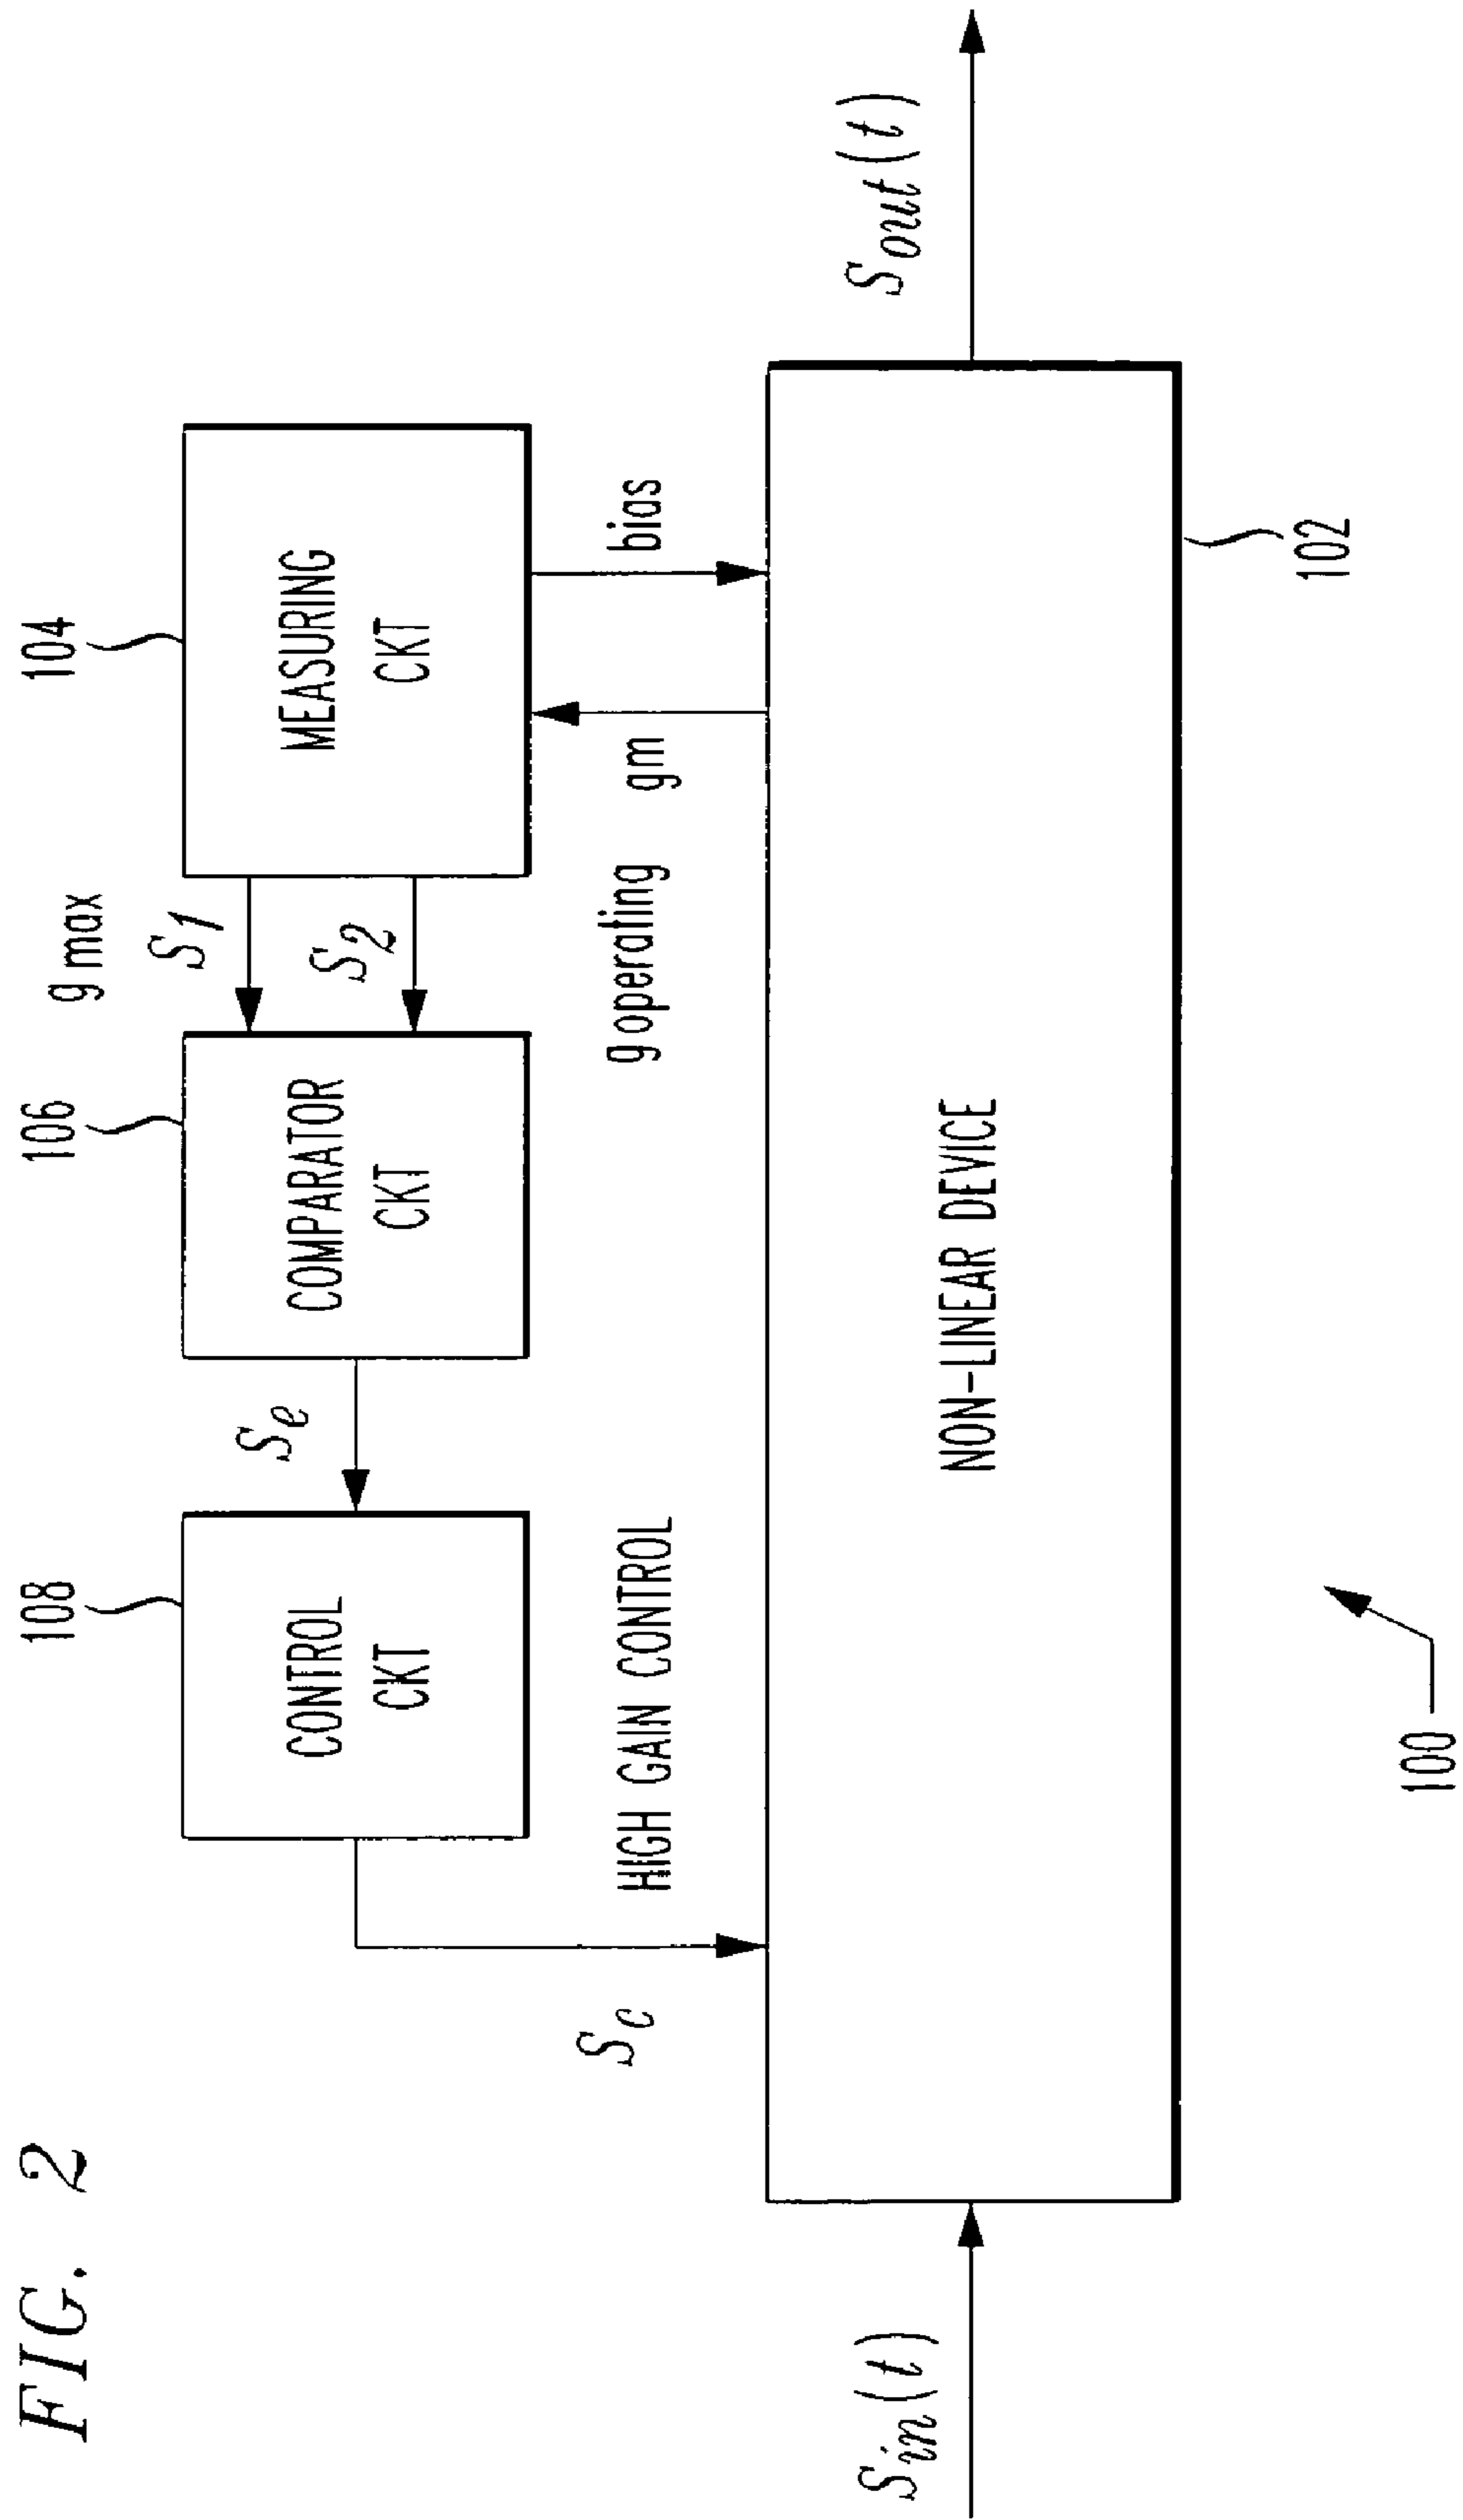 FIG. 2
108
106
104
g max
S1
S2
Se
CONTROL
CKT
COMPARATOR
CKT
MEASURING
CKT
HIGH GAIN CONTROL
g operating gm
bias
Sc
Sin(t)
Sout(t)
NON-LINEAR DEVICE
102
100